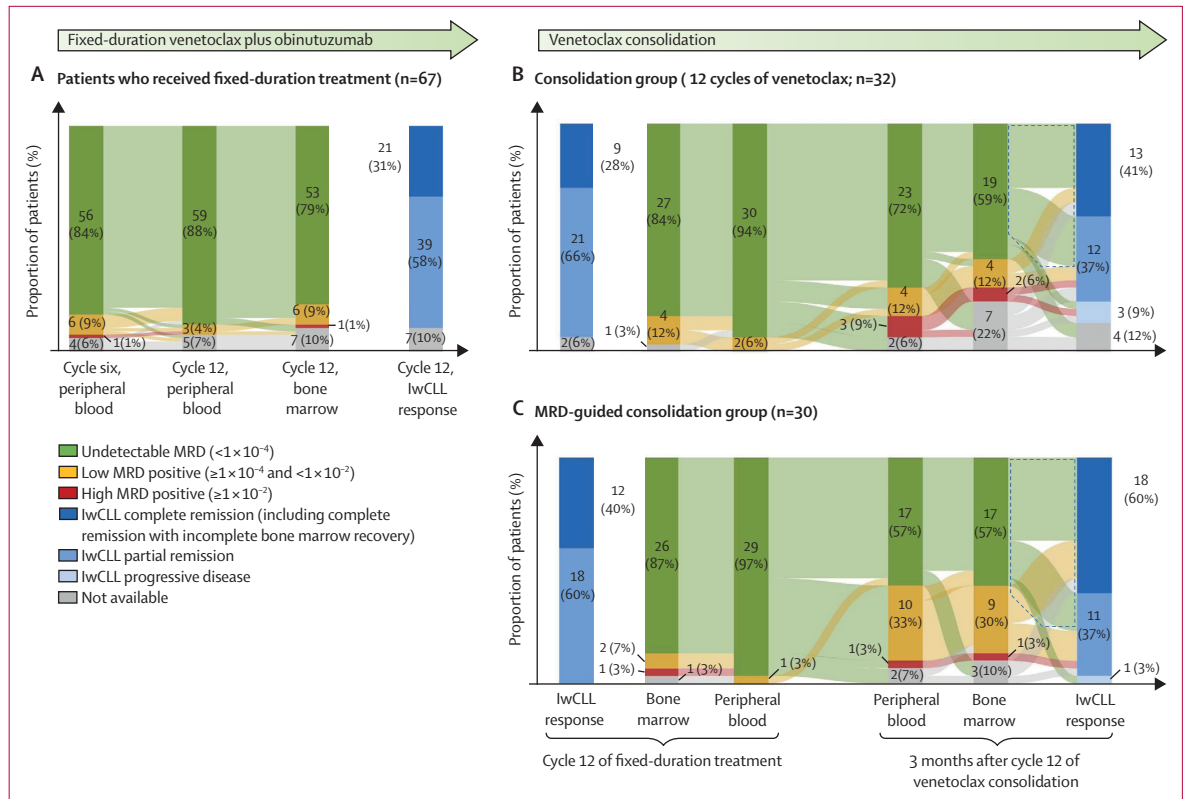 Fixed-duration venetoclax plus obinutuzumab
Venetoclax consolidation
A Patients who received fixed-duration treatment (n=67)
Proportion of patients (%)
56
(84%)
6 (9%)
4(6%)
1(1%)
59
(88%)
3(4%)
5(7%)
53
(79%)
6 (9%)
1(1%)
7 (10%)
21
(31%)
39
(58%)
7(10%)
Cycle six,
peripheral
blood
Cycle 12,
peripheral
blood
Cycle 12,
bone
marrow
Cycle 12,
IwCLL
response
Undetectable MRD (<1×10⁻⁴)
Low MRD positive (≥1×10⁻⁴ and <1×10⁻²)
High MRD positive (≥1×10⁻²)
IwCLL complete remission (including complete
remission with incomplete bone marrow recovery)
IwCLL partial remission
IwCLL progressive disease
Not available
B Consolidation group ( 12 cycles of venetoclax; n=32)
Proportion of patients (%)
9
(28%)
21
(66%)
2(6%)
27
(84%)
4
(12%)
1 (3%)
30
(94%)
2(6%)
23
(72%)
4
(12%)
3 (9%)
2(6%)
19
(59%)
4
(12%)
2(6%)
7
(22%)
13
(41%)
12
(37%)
3 (9%)
4 (12%)
C MRD-guided consolidation group (n=30)
Proportion of patients (%)
12
(40%)
18
(60%)
26
(87%)
2 (7%)
1 (3%)
1 (3%)
29
(97%)
1 (3%)
17
(57%)
10
(33%)
1(3%)
2(7%)
17
(57%)
9
(30%)
1(3%)
3(10%)
18
(60%)
11
(37%)
1 (3%)
IwCLL
response
Bone
marrow
Peripheral
blood
Peripheral
blood
Bone
marrow
IwCLL
response
Cycle 12 of fixed-duration treatment
3 months after cycle 12 of
venetoclax consolidation